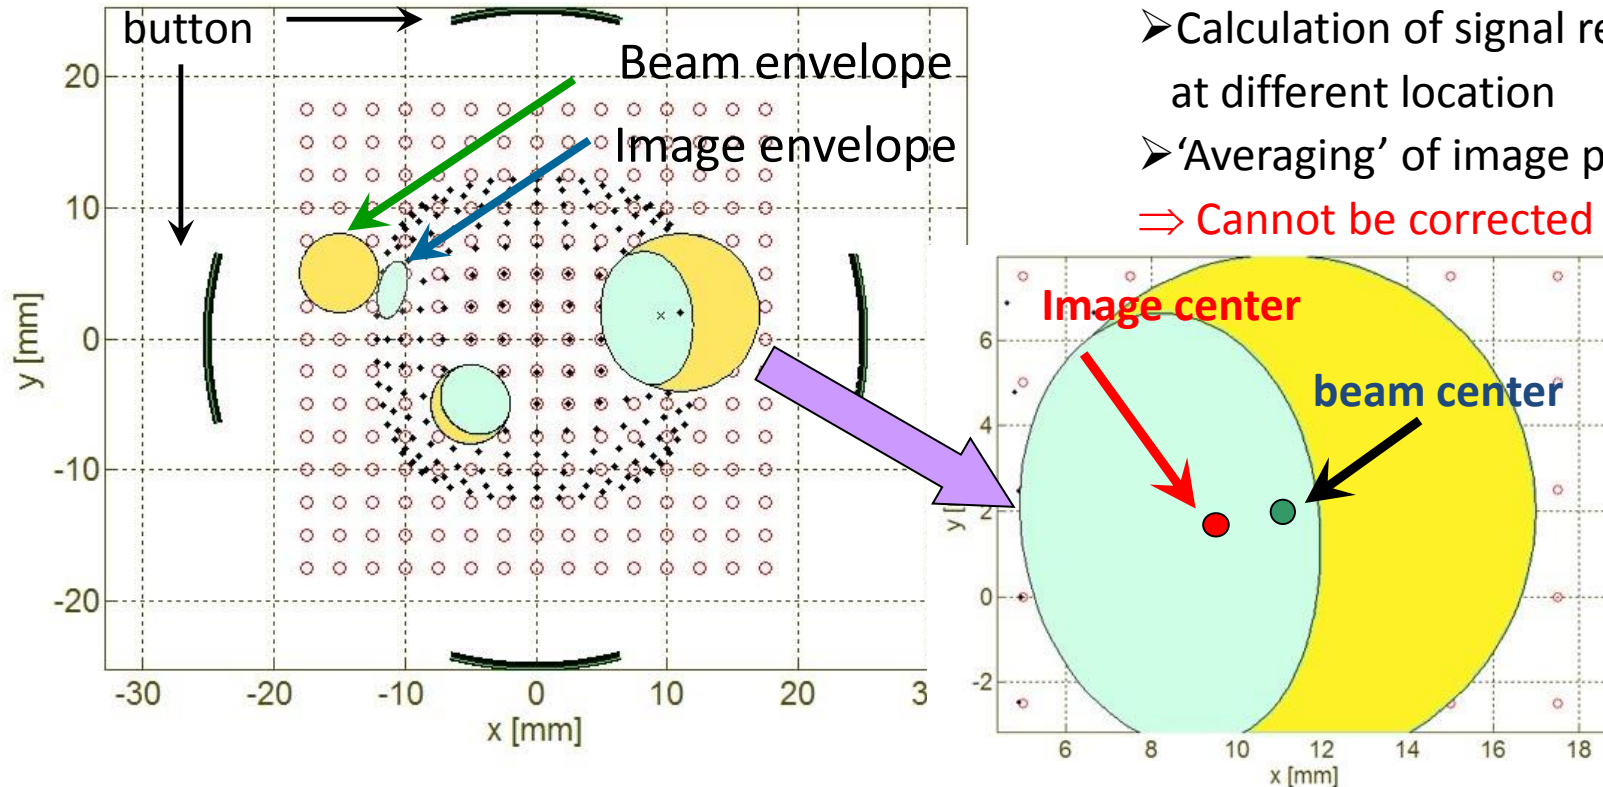 button
Beam envelope
Image envelope
20
10
0
-10
-20
y [mm]
-30
-20
-10
0
10
20
3
x [mm]
➢Calculation of signal re
at different location
➢‘Averaging’ of image p
⇒ Cannot be corrected
Image center
beam center
6
4
2
0
-2
y [
6
8
10
12
14
16
18
x [mm]